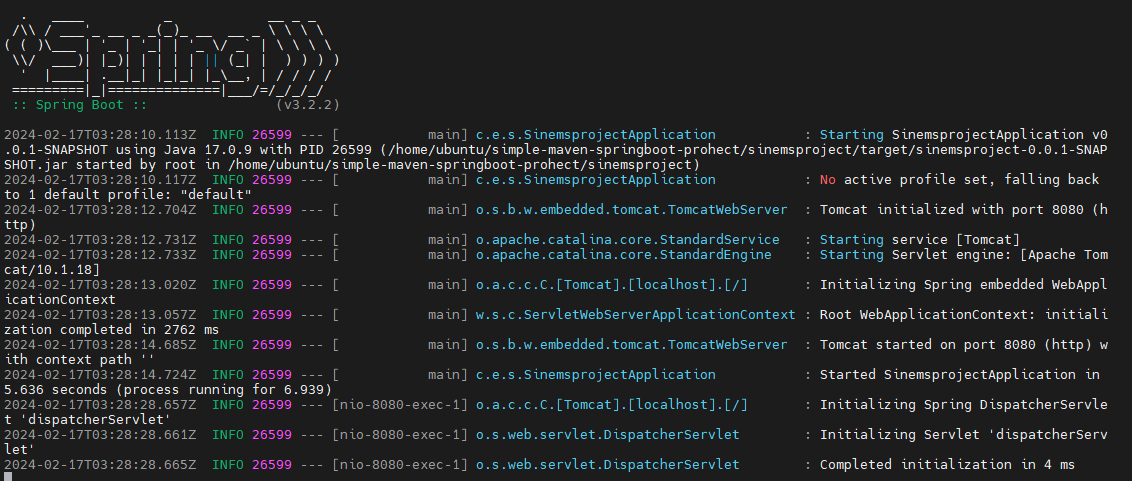 .   ____          _            __ _ _
 /\\ / ___'_ __ _ _(_)_ __  __ _ \ \ \ \
( ( )\___ | '_ | '_| | '_ \/ _` | \ \ \ \
 \\/  ___)| |_)| | | | | || (_| |  ) ) ) )
  '  |____| .__|_| |_|_| |_\__, | / / / /
 =========|_|==============|___/=/_/_/_/
 :: Spring Boot ::                (v3.2.2)
2024-02-17T03:28:10.113Z  INFO 26599 --- [           main] c.e.s.SinemsprojectApplication           : Starting SinemsprojectApplication v0
.0.1-SNAPSHOT using Java 17.0.9 with PID 26599 (/home/ubuntu/simple-maven-springboot-prohect/sinemsproject/target/sinemsproject-0.0.1-SNAP
SHOT.jar started by root in /home/ubuntu/simple-maven-springboot-prohect/sinemsproject)
2024-02-17T03:28:10.117Z  INFO 26599 --- [           main] c.e.s.SinemsprojectApplication           : No active profile set, falling back
to 1 default profile: "default"
2024-02-17T03:28:12.704Z  INFO 26599 --- [           main] o.s.b.w.embedded.tomcat.TomcatWebServer  : Tomcat initialized with port 8080 (h
ttp)
2024-02-17T03:28:12.731Z  INFO 26599 --- [           main] o.apache.catalina.core.StandardService   : Starting service [Tomcat]
2024-02-17T03:28:12.733Z  INFO 26599 --- [           main] o.apache.catalina.core.StandardEngine    : Starting Servlet engine: [Apache Tom
cat/10.1.18]
2024-02-17T03:28:13.020Z  INFO 26599 --- [           main] o.a.c.c.C.[Tomcat].[localhost].[/]       : Initializing Spring embedded WebAppl
icationContext
2024-02-17T03:28:13.057Z  INFO 26599 --- [           main] w.s.c.ServletWebServerApplicationContext : Root WebApplicationContext: initiali
zation completed in 2762 ms
2024-02-17T03:28:14.685Z  INFO 26599 --- [           main] o.s.b.w.embedded.tomcat.TomcatWebServer  : Tomcat started on port 8080 (http) w
ith context path ''
2024-02-17T03:28:14.724Z  INFO 26599 --- [           main] c.e.s.SinemsprojectApplication           : Started SinemsprojectApplication in
5.636 seconds (process running for 6.939)
2024-02-17T03:28:28.657Z  INFO 26599 --- [nio-8080-exec-1] o.a.c.c.C.[Tomcat].[localhost].[/]       : Initializing Spring DispatcherServle
t 'dispatcherServlet'
2024-02-17T03:28:28.661Z  INFO 26599 --- [nio-8080-exec-1] o.s.web.servlet.DispatcherServlet        : Initializing Servlet 'dispatcherServ
let'
2024-02-17T03:28:28.665Z  INFO 26599 --- [nio-8080-exec-1] o.s.web.servlet.DispatcherServlet        : Completed initialization in 4 ms